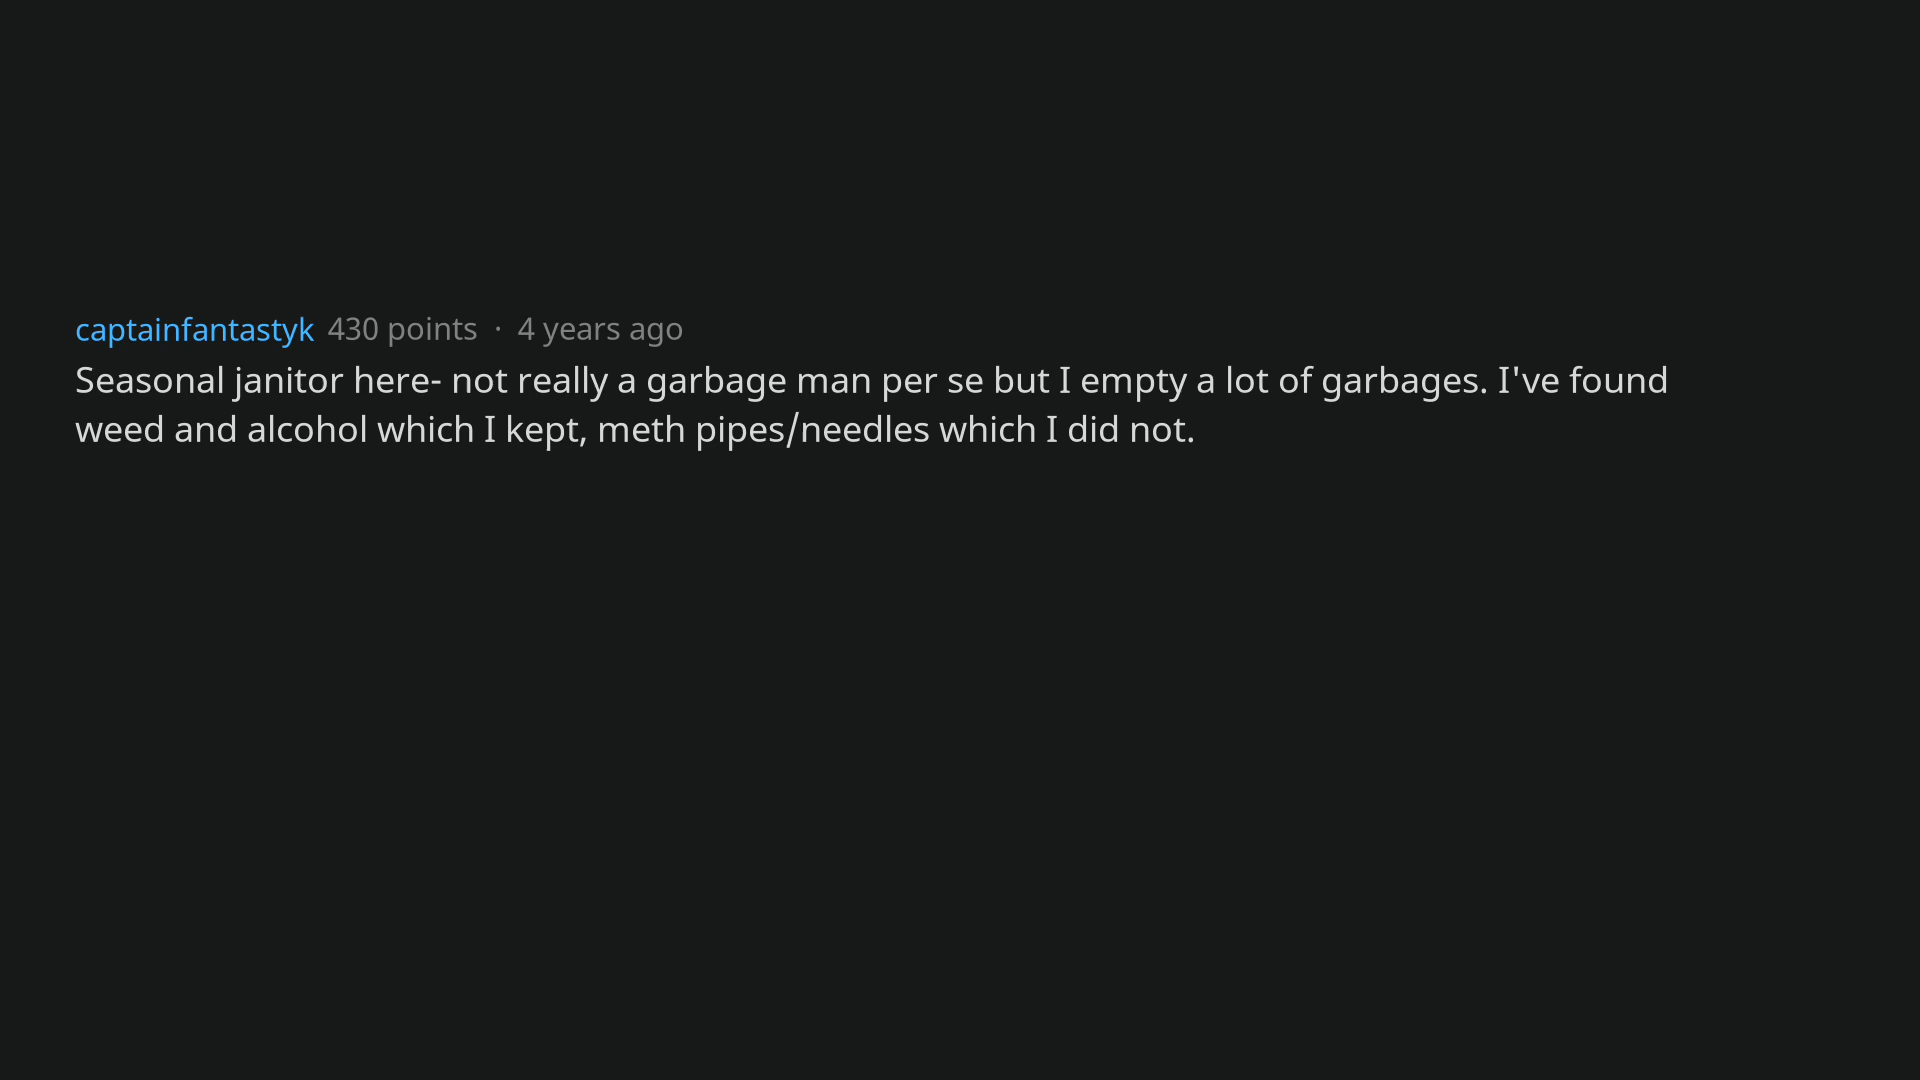 captainfantastyk 430 points · 4 years ago
Seasonal janitor here- not really a garbage man per se but I empty a lot of garbages. I've found
weed and alcohol which I kept, meth pipes/needles which I did not.